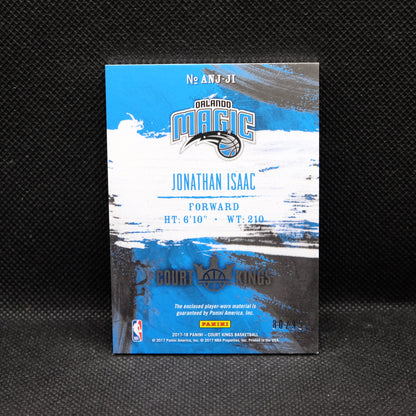 № ANJ-JI
ORLANDO
MAGIC
JONATHAN ISAAC
FORWARD
HT: 6'10" • WT: 210
COURT KINGS
The enclosed player-worn material is
guaranteed by Panini America, Inc.
PANINI
NBA
2017-18 PANINI – COURT KINGS BASKETBALL
© 2017 Panini America, Inc. © 2017 NBA Properties, Inc. Printed in the USA.